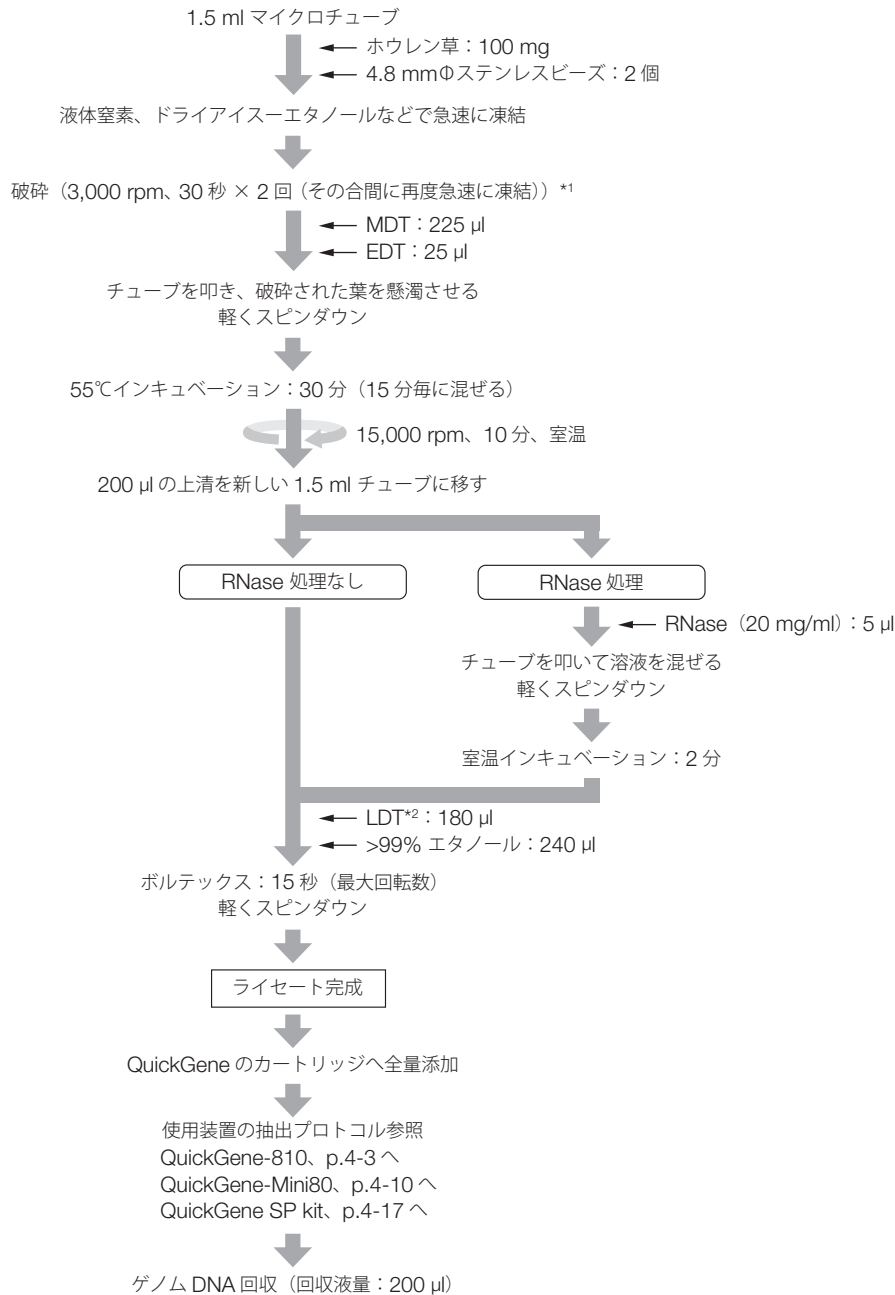 1.5 ml マイクロチューブ
ホウレン草：100 mg
4.8 mmΦステンレスビーズ：2 個
液体窒素、ドライアイスーエタノールなどで急速に凍結
破砕（3,000 rpm、30 秒 × 2 回（その合間に再度急速に凍結））*1
MDT：225 µl
EDT：25 µl
チューブを叩き、破砕された葉を懸濁させる
軽くスピンダウン
55℃インキュベーション：30 分（15 分毎に混ぜる）
15,000 rpm、10 分、室温
200 µl の上清を新しい 1.5 ml チューブに移す
RNase 処理なし
RNase 処理
RNase（20 mg/ml）：5 µl
チューブを叩いて溶液を混ぜる
軽くスピンダウン
室温インキュベーション：2 分
LDT*2：180 µl
>99% エタノール：240 µl
ボルテックス：15 秒（最大回転数）
軽くスピンダウン
ライセート完成
QuickGene のカートリッジへ全量添加
使用装置の抽出プロトコル参照
QuickGene-810、p.4-3 へ
QuickGene-Mini80、p.4-10 へ
QuickGene SP kit、p.4-17 へ
ゲノム DNA 回収（回収液量：200 µl）